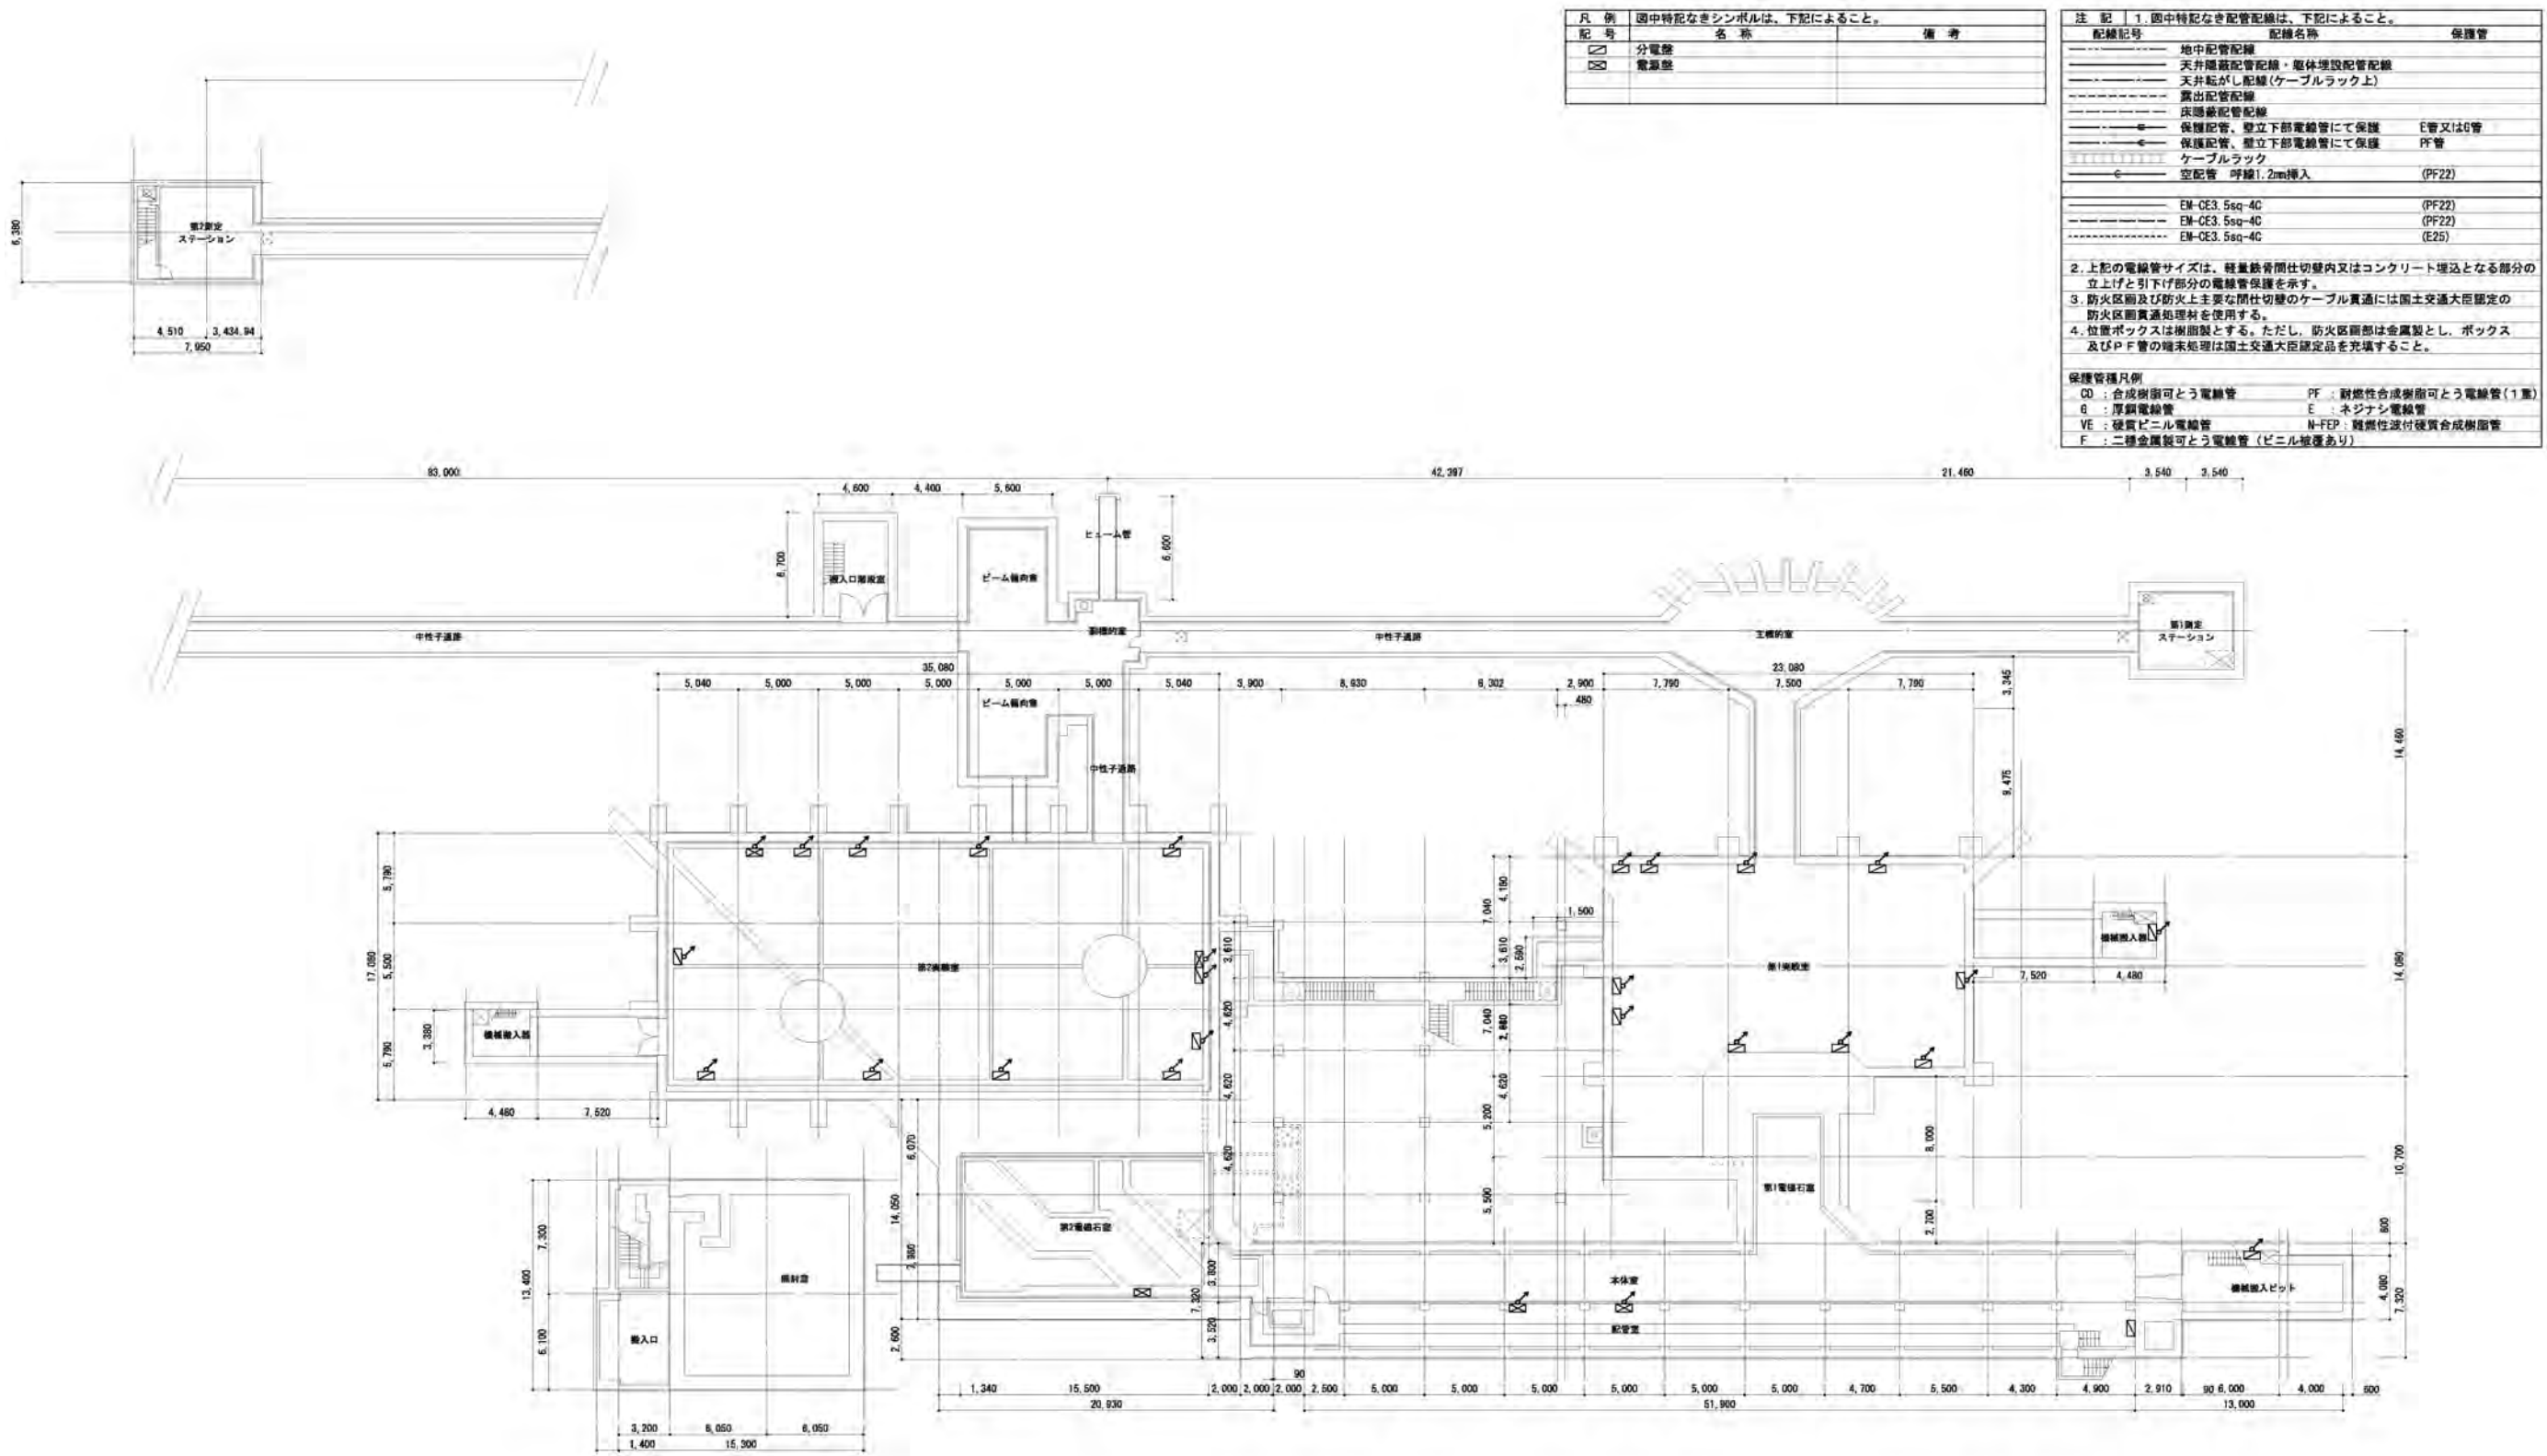 凡 例 図中特記なきシンボルは、下記によること。
記 号 名 称 備 考
分電盤
電源盤
注 記 1.図中特記なき配管配線は、下記によること。
配線記号 配線名称 保護管
地中配管配線
天井隠蔽配管配線・躯体埋設配管配線
天井転がし配線(ケーブルラック上)
露出配管配線
床隠蔽配管配線
保護配管、壁立下部電線管にて保護 E管又はG管
保護配管、壁立下部電線管にて保護 PF管
ケーブルラック
空配管 呼線1.2mm挿入 (PF22)
EM-CE3.5sq-4C (PF22)
EM-CE3.5sq-4C (PF22)
EM-CE3.5sq-4C (E25)
2.上記の電線管サイズは、軽量鉄骨間仕切壁内又はコンクリート埋込となる部分の
立上げと引下げ部分の電線管保護を示す。
3.防火区画及び防火上主要な間仕切壁のケーブル貫通には国土交通大臣認定の
防火区画貫通処理材を使用する。
4.位置ボックスは樹脂製とする。ただし、防火区画部は金属製とし、ボックス
及びPF管の端末処理は国土交通大臣認定品を充填すること。
保護管種凡例
CD :合成樹脂可とう電線管 PF :耐燃性合成樹脂可とう電線管(1重)
G :厚鋼電線管 E :ネジナシ電線管
VE :硬質ビニル電線管 N-FEP:難燃性波付硬質合成樹脂管
F :二種金属製可とう電線管 (ビニル被覆あり)
6,380
第2測定
ステーション
4,510 3,434.94
7,950
83,000 42,397 21,460 3,540 3,540
4,600 4,400 5,600
6,700
6,600
ヒューム管
搬入口階段室
ビーム偏向室
中性子通路
副標的室
中性子通路
主標的室
第1測定
ステーション
35,080 23,080
5,040 5,000 5,000 5,000 5,000 5,000 5,040 3,900 8,930 8,302 2,900 7,790 7,500 7,790
480
3,345
ビーム偏向室
中性子通路
9,475
14,460
5,790
17,080
5,500
5,790
4,180
7,040
3,610
1,500
3,610
2,590
第2実験室
第1実験室
機械搬入器
7,520 4,480
14,080
機械搬入器
3,380
4,480 7,520
4,620
7,040
4,620
4,620
5,200
4,620
5,500
6,070
14,050
7,980
2,600
8,000
2,700
10,700
第1電磁石室
第2電磁石室
7,300
13,400
6,100
照射室
搬入口
3,800
7,320
3,520
本体室
配管室
機械搬入ピット
600
4,080
7,320
90
1,340 15,500 2,000 2,000 2,000 2,500 5,000 5,000 5,000 5,000 5,000 5,000 4,700 5,500 4,300 4,900 2,910 90 6,000 4,000 600
20,930 51,900 13,000
3,200 6,050 6,050
1,400 15,300